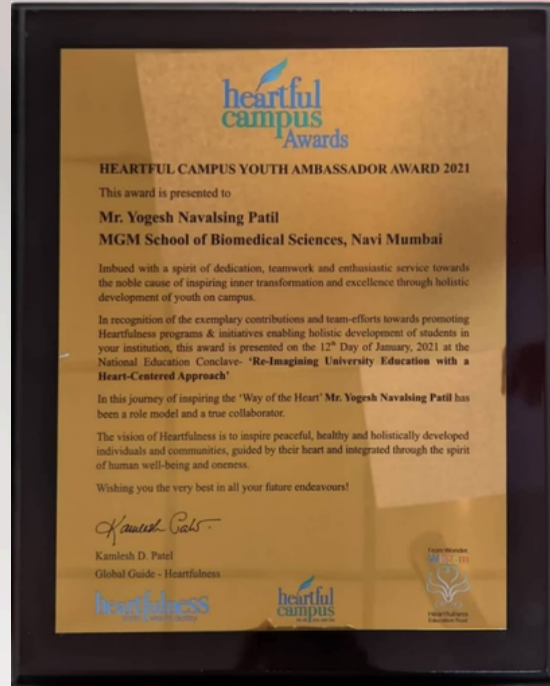 heartful
campus
Awards
HEARTFUL CAMPUS YOUTH AMBASSADOR AWARD 2021
This award is presented to
Mr. Yogesh Navalsing Patil
MGM School of Biomedical Sciences, Navi Mumbai
Imbued with a spirit of dedication, teamwork and enthusiastic service towards
the noble cause of inspiring inner transformation and excellence through holistic
development of youth on campus.
In recognition of the exemplary contributions and team-efforts towards promoting
Heartfulness programs & initiatives enabling holistic development of students in
your institution, this award is presented on the 12th Day of January, 2021 at the
National Education Conclave- ‘Re-Imagining University Education with a
Heart-Centered Approach’
In this journey of inspiring the ‘Way of the Heart’ Mr. Yogesh Navalsing Patil has
been a role model and a true collaborator.
The vision of Heartfulness is to inspire peaceful, healthy and holistically developed
individuals and communities, guided by their heart and integrated through the spirit
of human well-being and oneness.
Wishing you the very best in all your future endeavours!
Kamlesh D. Patel
Global Guide - Heartfulness
heartfulness
heartful
campus
From Wonder
Heartfulness
Education Trust